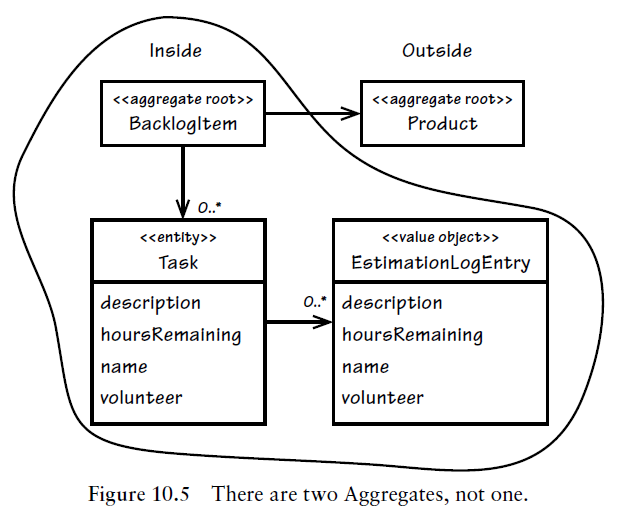 Inside
Outside
<<aggregate root>>
BacklogItem
<<aggregate root>>
Product
0..*
<<entity>>
Task
description
hoursRemaining
name
volunteer
0..*
<<value object>>
EstimationLogEntry
description
hoursRemaining
name
volunteer
Figure 10.5 There are two Aggregates, not one.